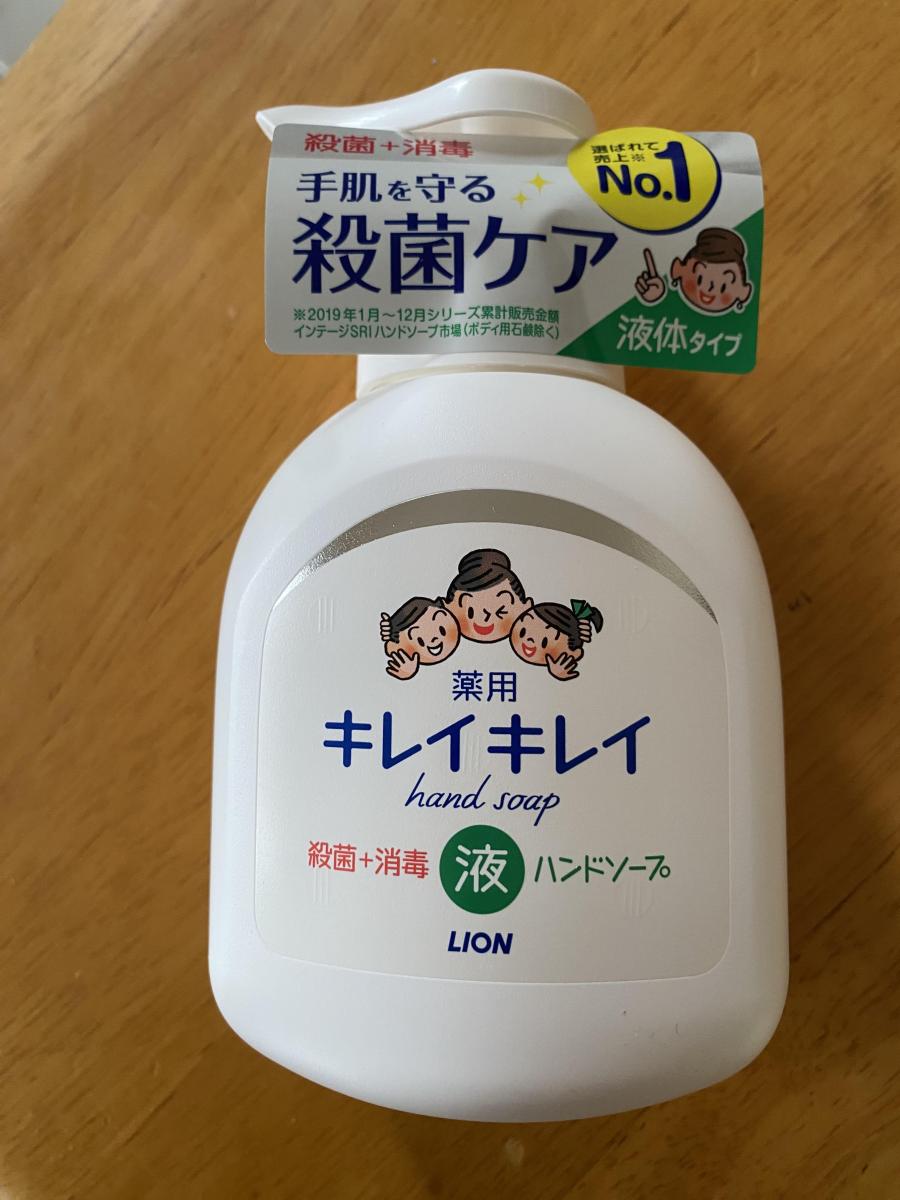 殺菌+消毒
選ばれて
売上※
No.1
手肌を守る
殺菌ケア
※2019年1月~12月シリーズ累計販売金額
インテージSRIハンドソープ市場(ボディ用石鹸除く)
液体タイプ
薬用
キレイキレイ
hand soap
殺菌+消毒 液 ハンドソープ
LION